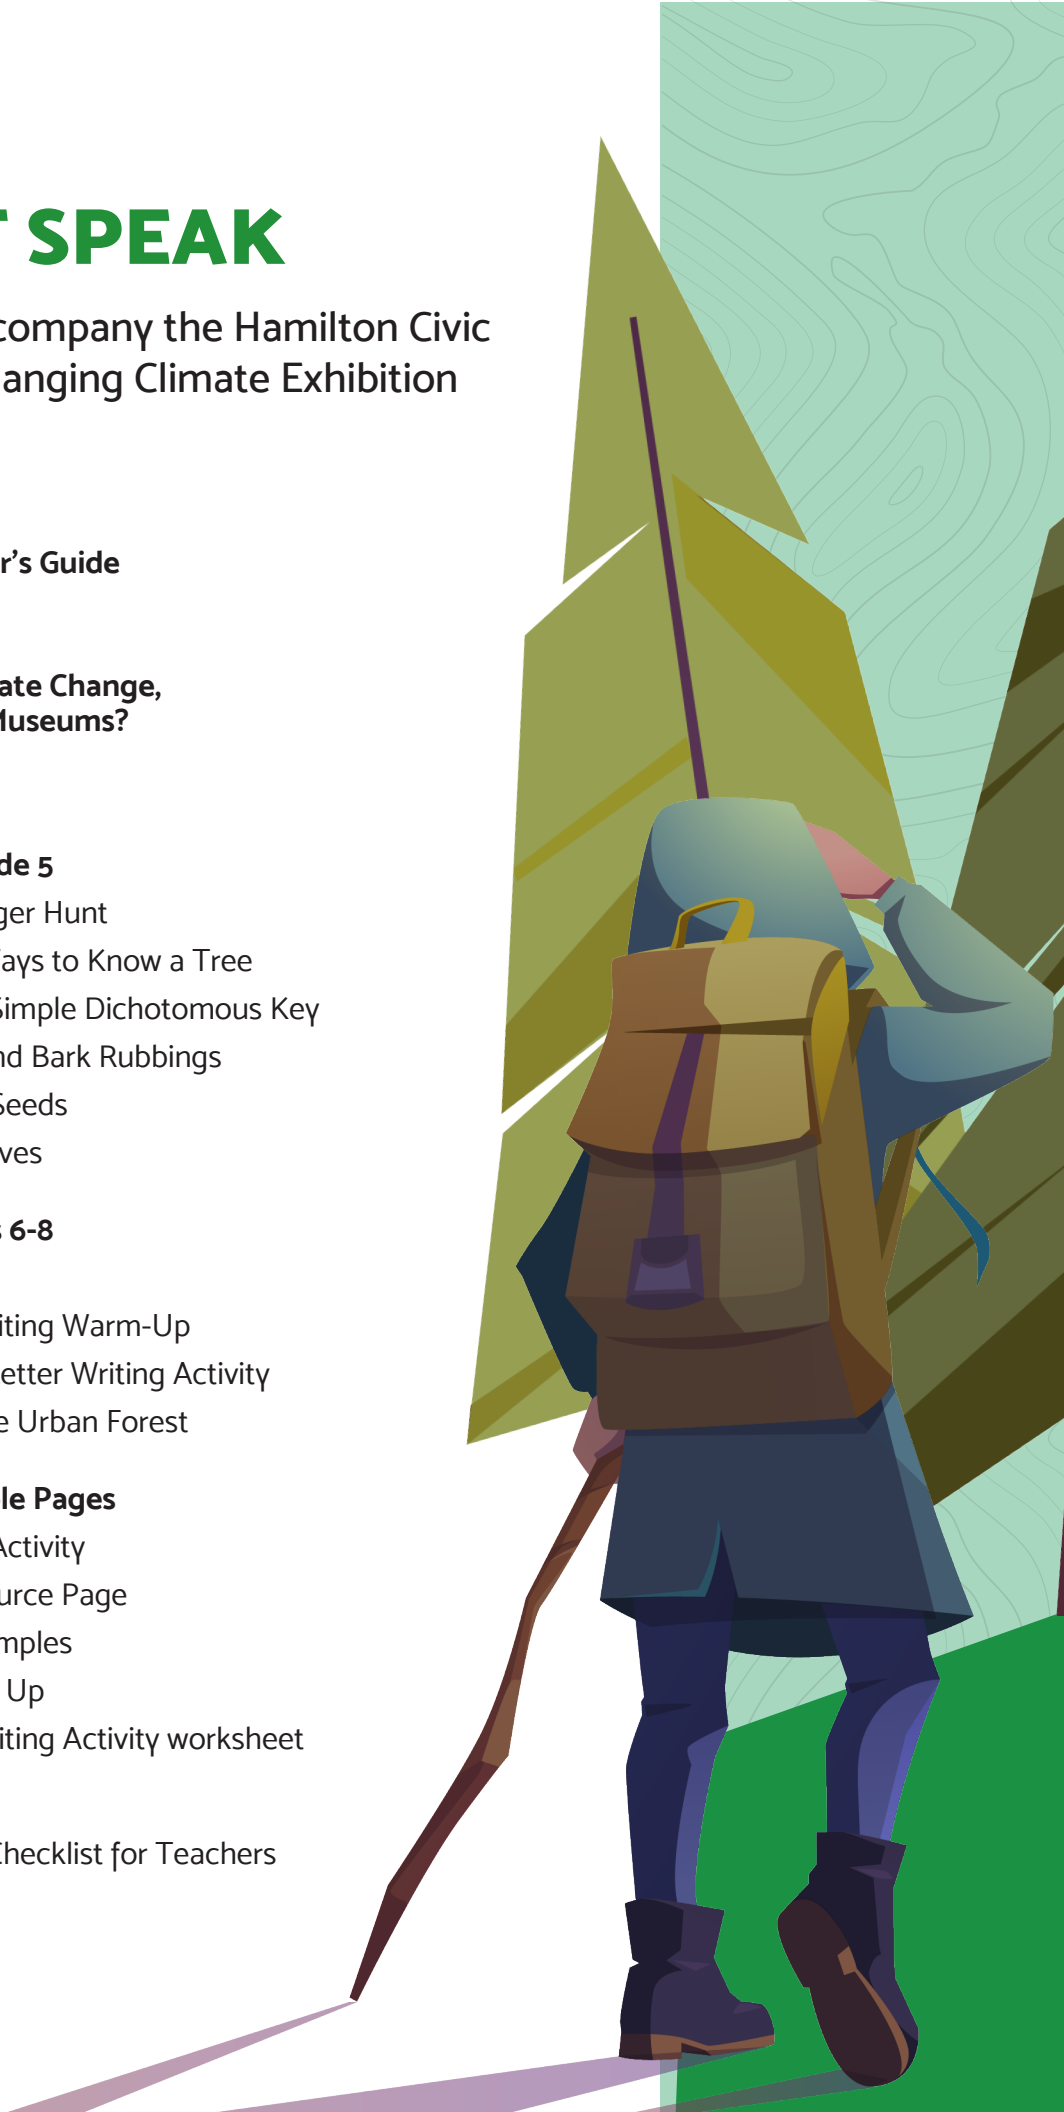 SPEAK
company the Hamilton Civic
anging Climate Exhibition
r's Guide
ate Change,
Museums?
de 5
ger Hunt
Ways to Know a Tree
Simple Dichotomous Key
nd Bark Rubbings
Seeds
ves
s 6-8
iting Warm-Up
etter Writing Activity
e Urban Forest
le Pages
Activity
urce Page
mples
Up
iting Activity worksheet
Checklist for Teachers